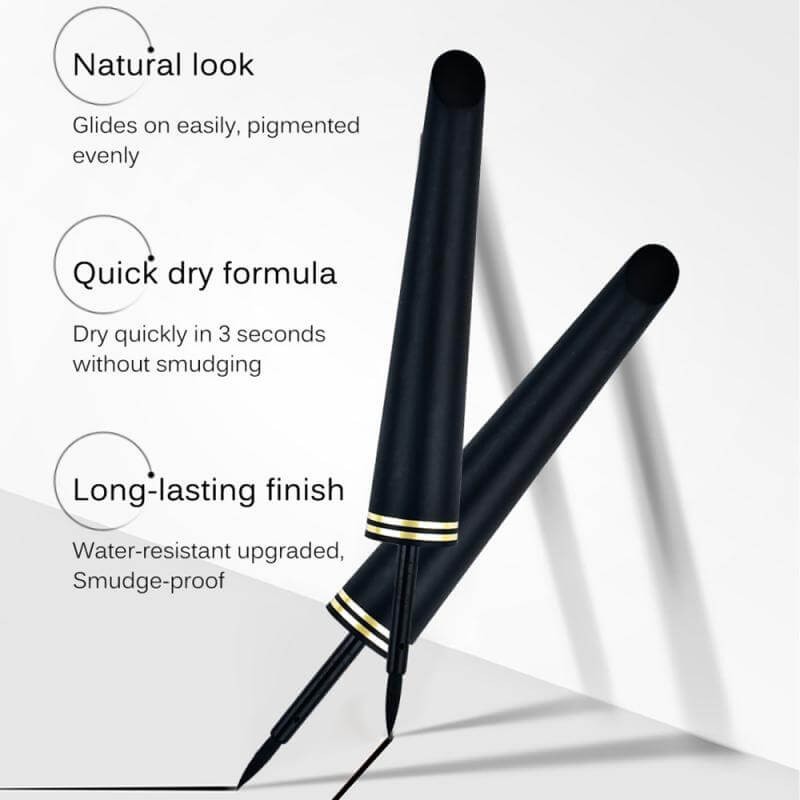 Natural look
Glides on easily, pigmented
evenly
Quick dry formula
Dry quickly in 3 seconds
without smudging
Long-lasting finish
Water-resistant upgraded,
Smudge-proof